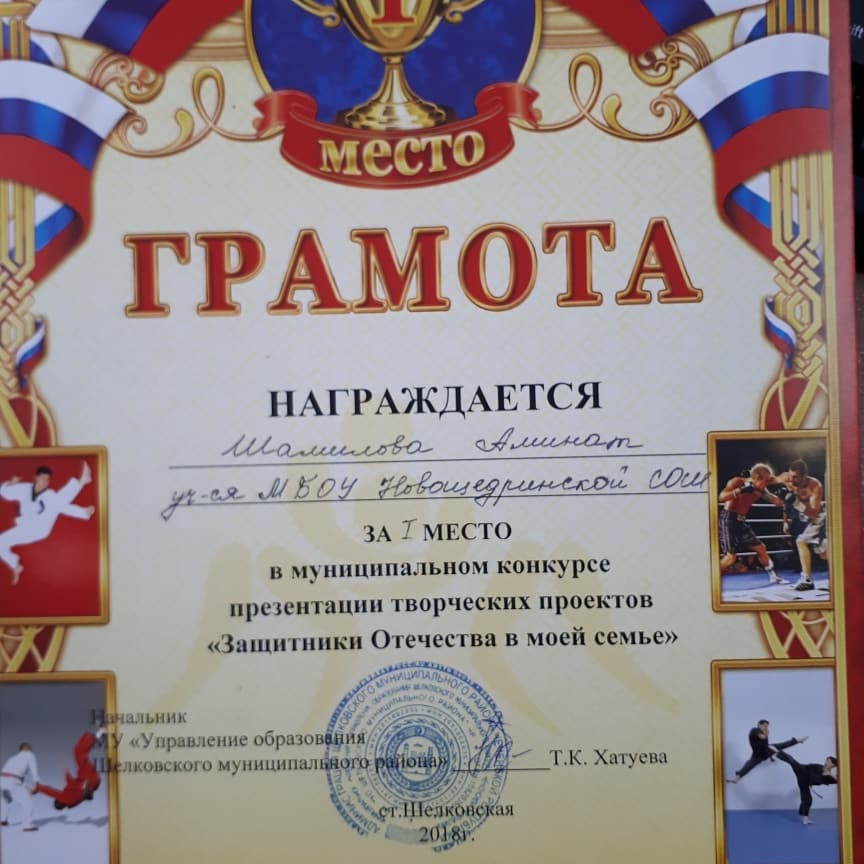 1
место
ГРАМОТА
НАГРАЖДАЕТСЯ
Шамилова Аминат
уч-ся МБОУ Новощедринской СОШ
ЗА I МЕСТО
в муниципальном конкурсе
презентации творческих проектов
«Защитники Отечества в моей семье»
Начальник
МУ «Управление образования
Шелковского муниципального района» Т.К. Хатуева
ст.Шелковская
2018г.